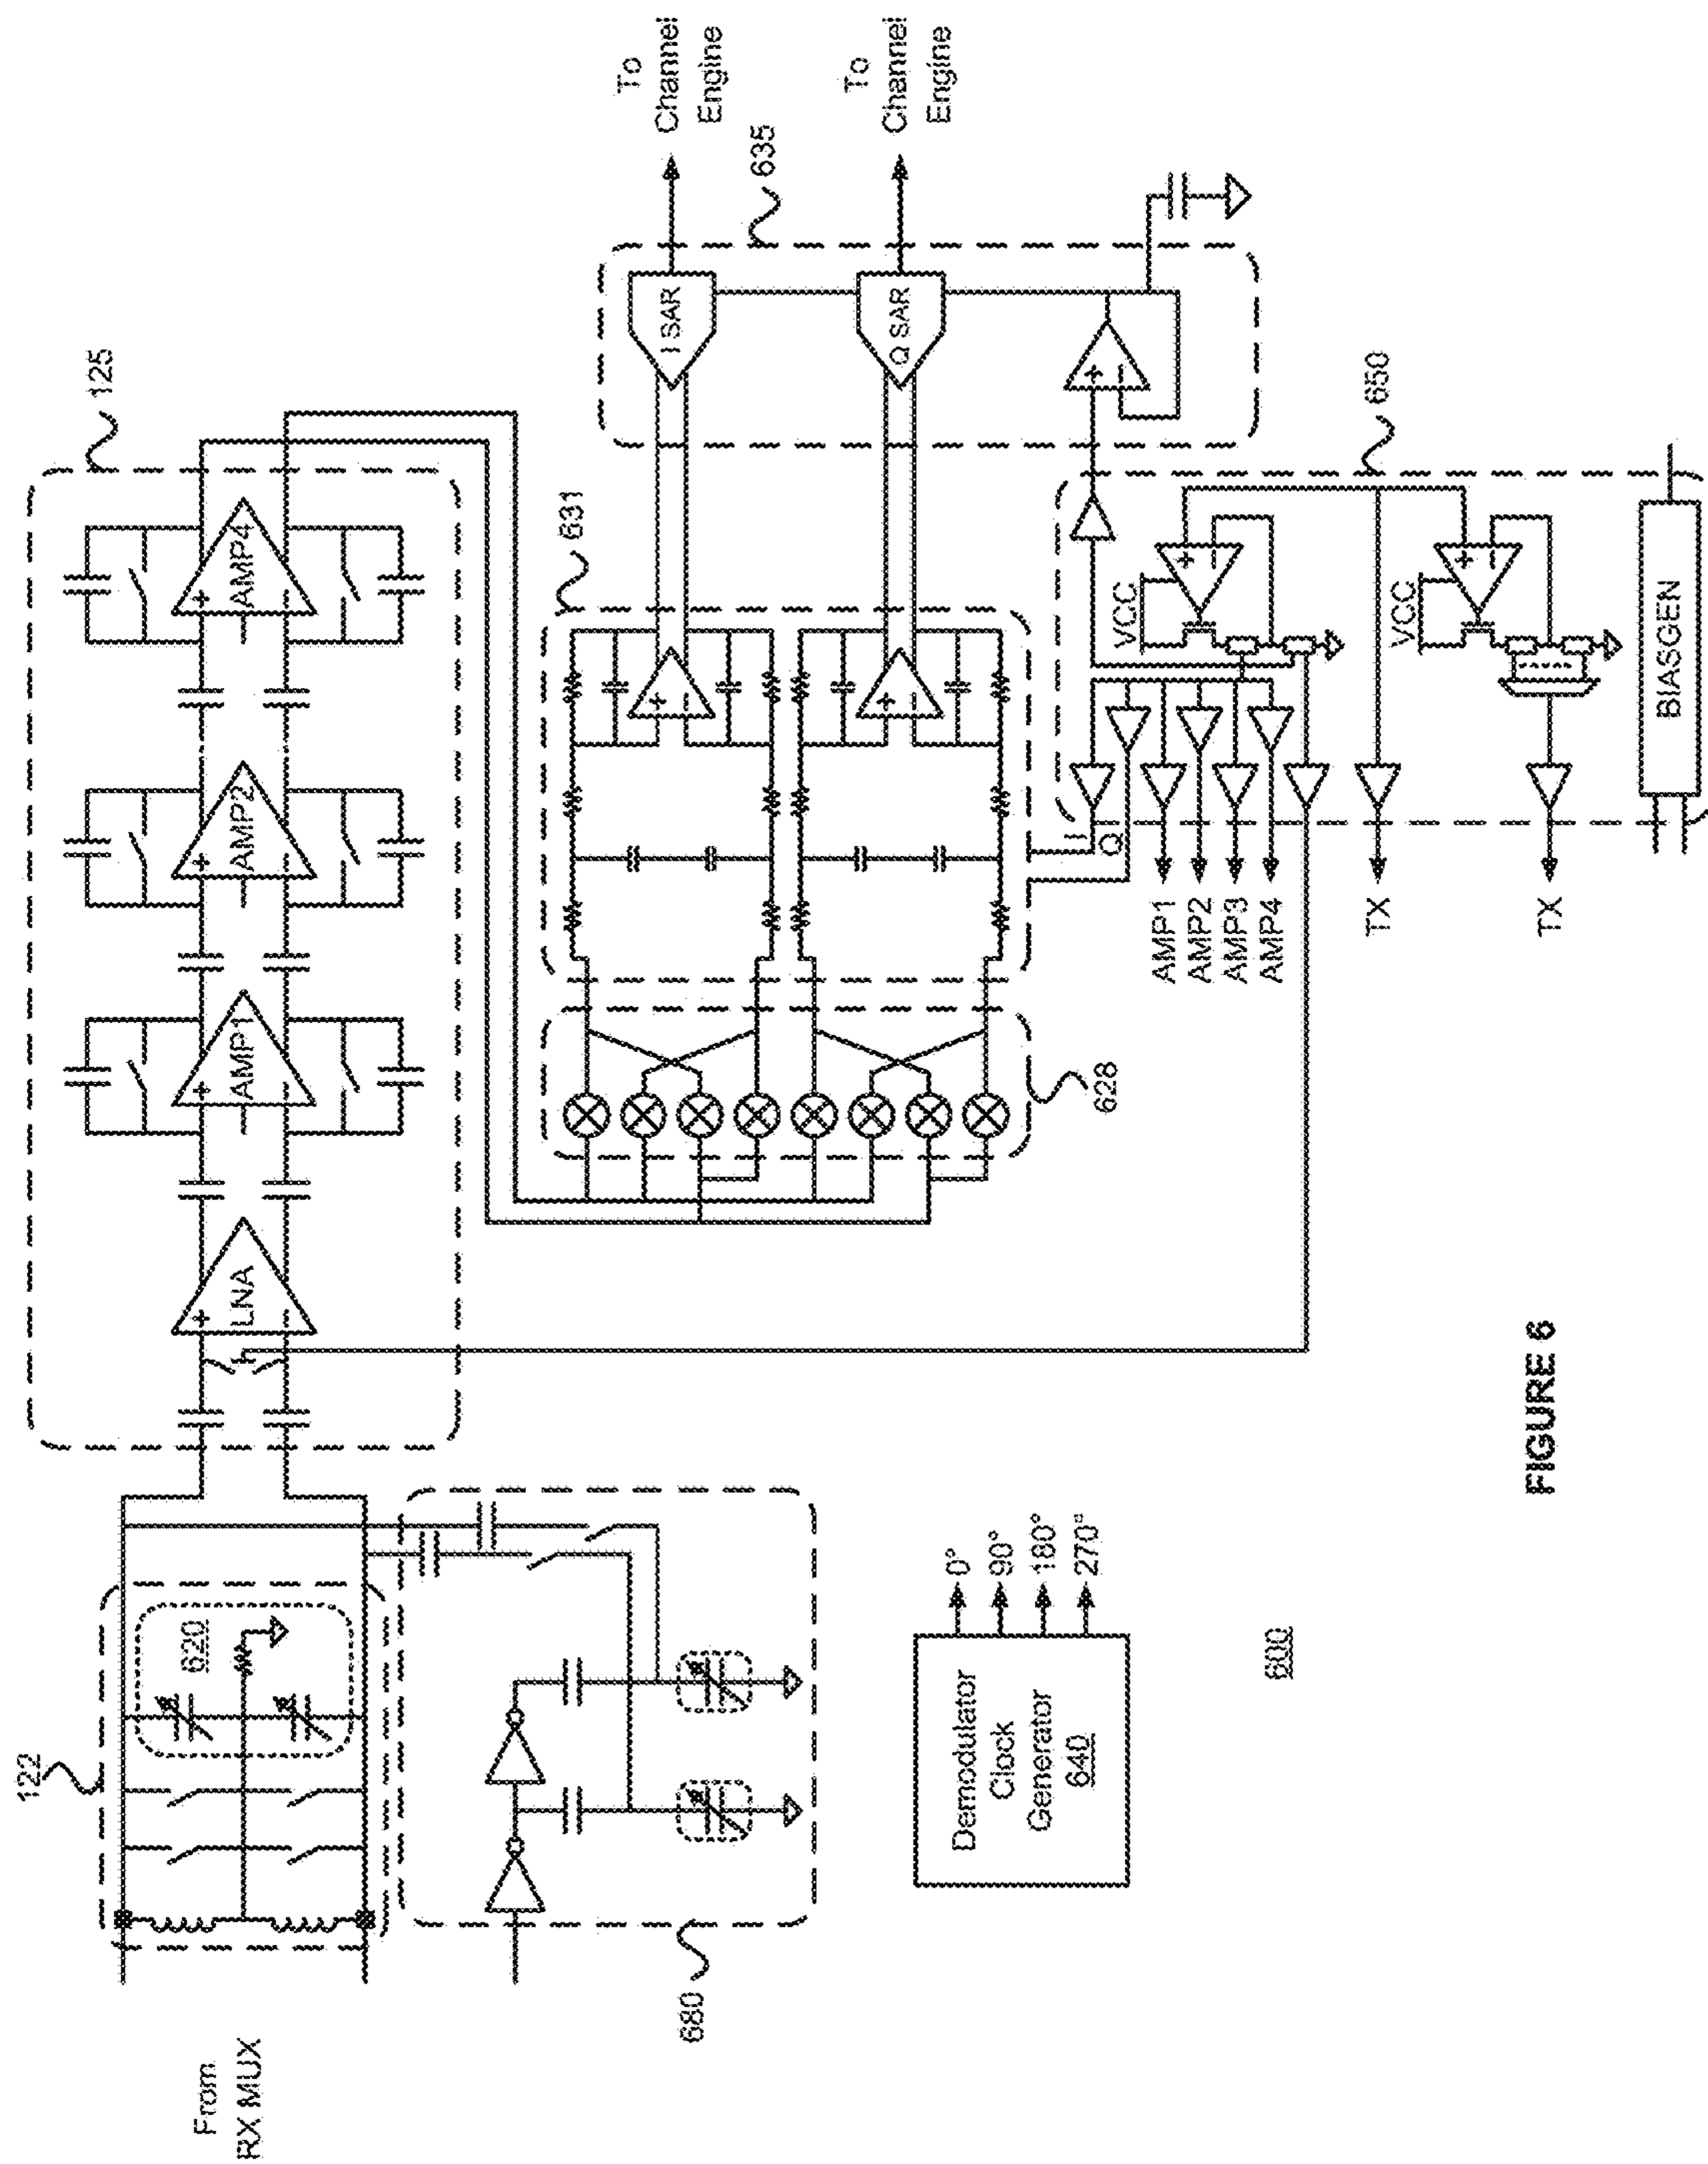 From
RX MUX
122
620
680
125
LNA
+
−
AMP1
+
−
AMP2
+
−
AMP4
+
−
628
631
+
−
+
−
635
I SAR
Q SAR
+
−
To
Channel
Engine
To
Channel
Engine
650
I
Q
AMP1
AMP2
AMP3
AMP4
TX
TX
VCC
+
−
VCC
+
−
BIASGEN
Demodulator
Clock
Generator
640
0°
90°
180°
270°
600
FIGURE 6